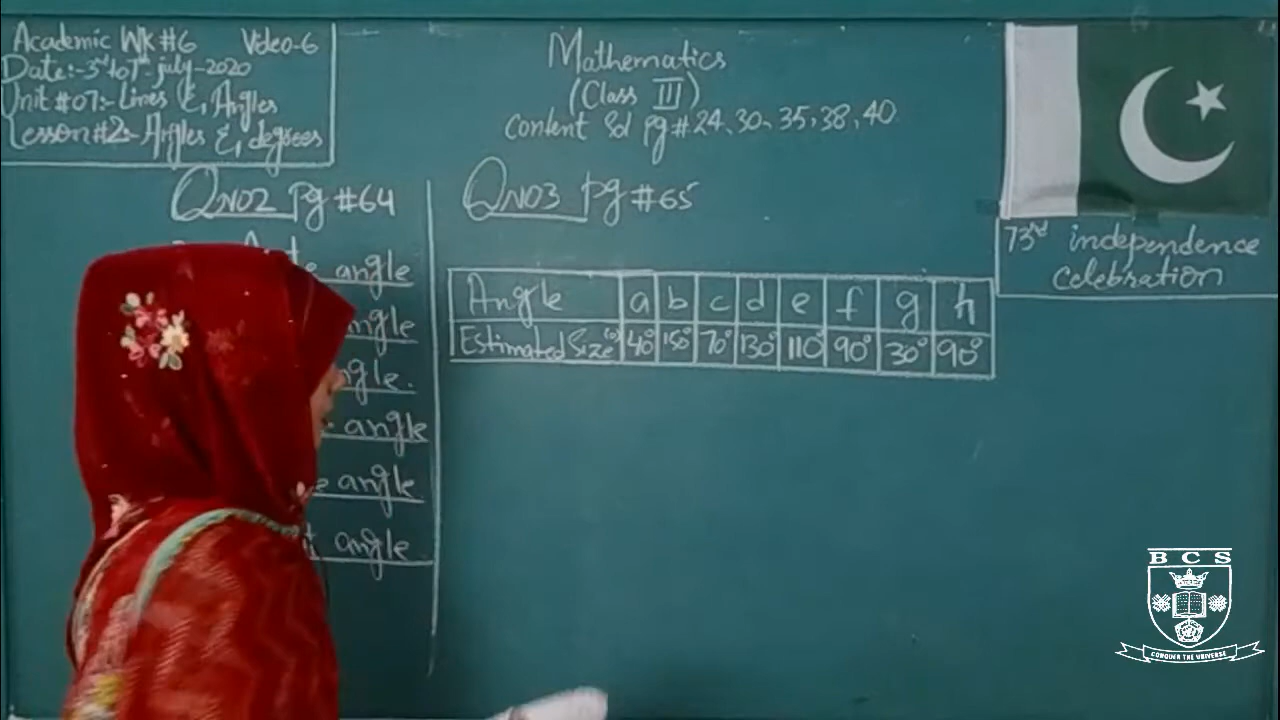 Academic Wk #6 Video-6
Date:-3rd to 7th-july-2020
Unit #07:- Lines & Angles
Lesson #2:- Angles & degrees
Mathematics
(Class III)
content Sol pg # 24, 30, 35, 38, 40
73rd independence
celebration
QNO2 pg #64
angle
angle
angle.
angle
angle
angle
QNO3 pg #65
Angle a b c d e f g h
Estimated Size(°) 40° 150° 70° 130° 110° 90° 30° 90°
BCS
CONQUER THE UNIVERSE